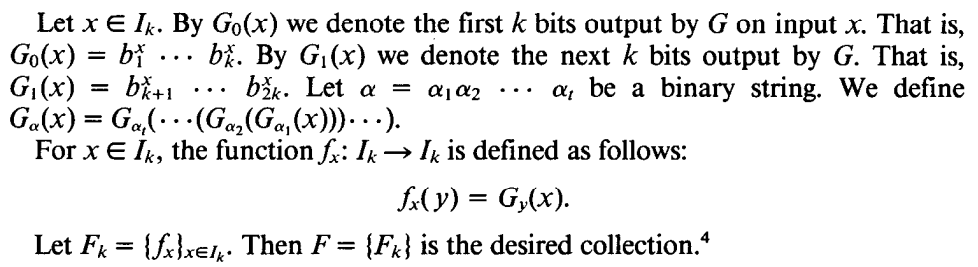 Let x ∈ I_k. By G_0(x) we denote the first k bits output by G on input x. That is,
G_0(x) = b_1^x ⋯ b_k^x. By G_1(x) we denote the next k bits output by G. That is,
G_1(x) = b_{k+1}^x ⋯ b_{2k}^x. Let α = α_1α_2 ⋯ α_t be a binary string. We define
G_α(x) = G_{α_t}(⋯(G_{α_2}(G_{α_1}(x)))⋯).
For x ∈ I_k, the function f_x: I_k → I_k is defined as follows:
f_x(y) = G_y(x).
Let F_k = {f_x}_{x∈I_k}. Then F = {F_k} is the desired collection.⁴